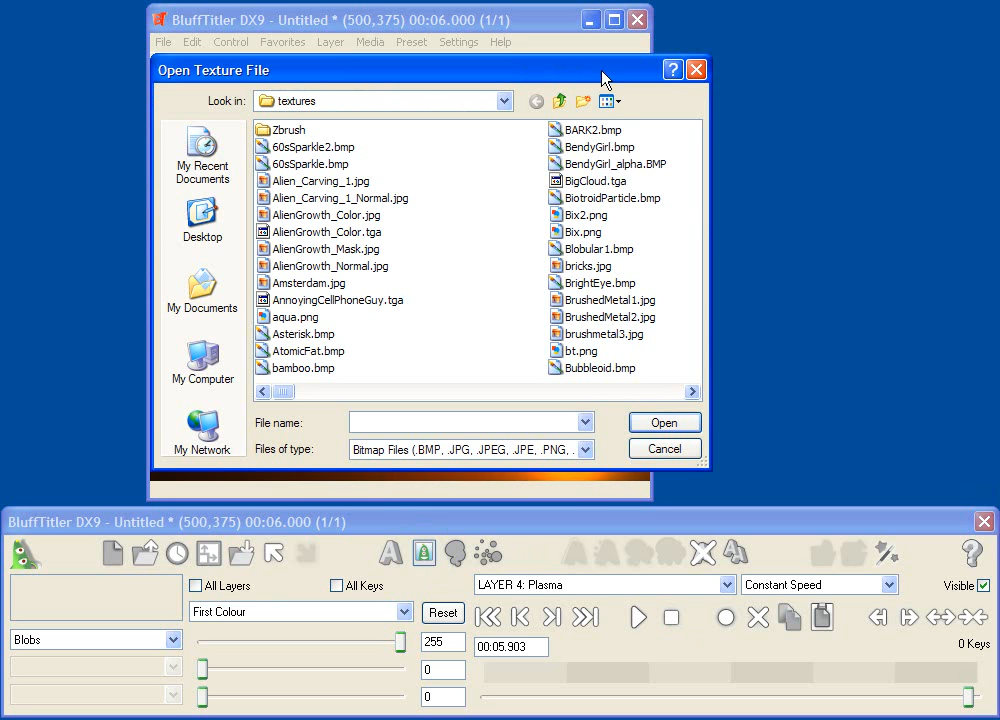 BluffTitler DX9 - Untitled * (500,375) 00:06.000 (1/1)
File Edit Control Favorites Layer Media Preset Settings Help
Open Texture File
Look in: textures
My Recent Documents
Desktop
My Documents
My Computer
My Network
Zbrush
60sSparkle2.bmp
60sSparkle.bmp
Alien_Carving_1.jpg
Alien_Carving_1_Normal.jpg
AlienGrowth_Color.jpg
AlienGrowth_Color.tga
AlienGrowth_Mask.jpg
AlienGrowth_Normal.jpg
Amsterdam.jpg
AnnoyingCellPhoneGuy.tga
aqua.png
Asterisk.bmp
AtomicFat.bmp
bamboo.bmp
BARK2.bmp
BendyGirl.bmp
BendyGirl_alpha.BMP
BigCloud.tga
BiotroidParticle.bmp
Bix2.png
Bix.png
Blobular1.bmp
bricks.jpg
BrightEye.bmp
BrushedMetal1.jpg
BrushedMetal2.jpg
brushmetal3.jpg
bt.png
Bubbleoid.bmp
File name: Open
Files of type: Bitmap Files (.BMP, .JPG, .JPEG, .JPE, .PNG, . Cancel
BluffTitler DX9 - Untitled * (500,375) 00:06.000 (1/1)
All Layers All Keys LAYER 4: Plasma Constant Speed Visible
First Colour Reset
Blobs 255 00:05.903 0 Keys
0
0